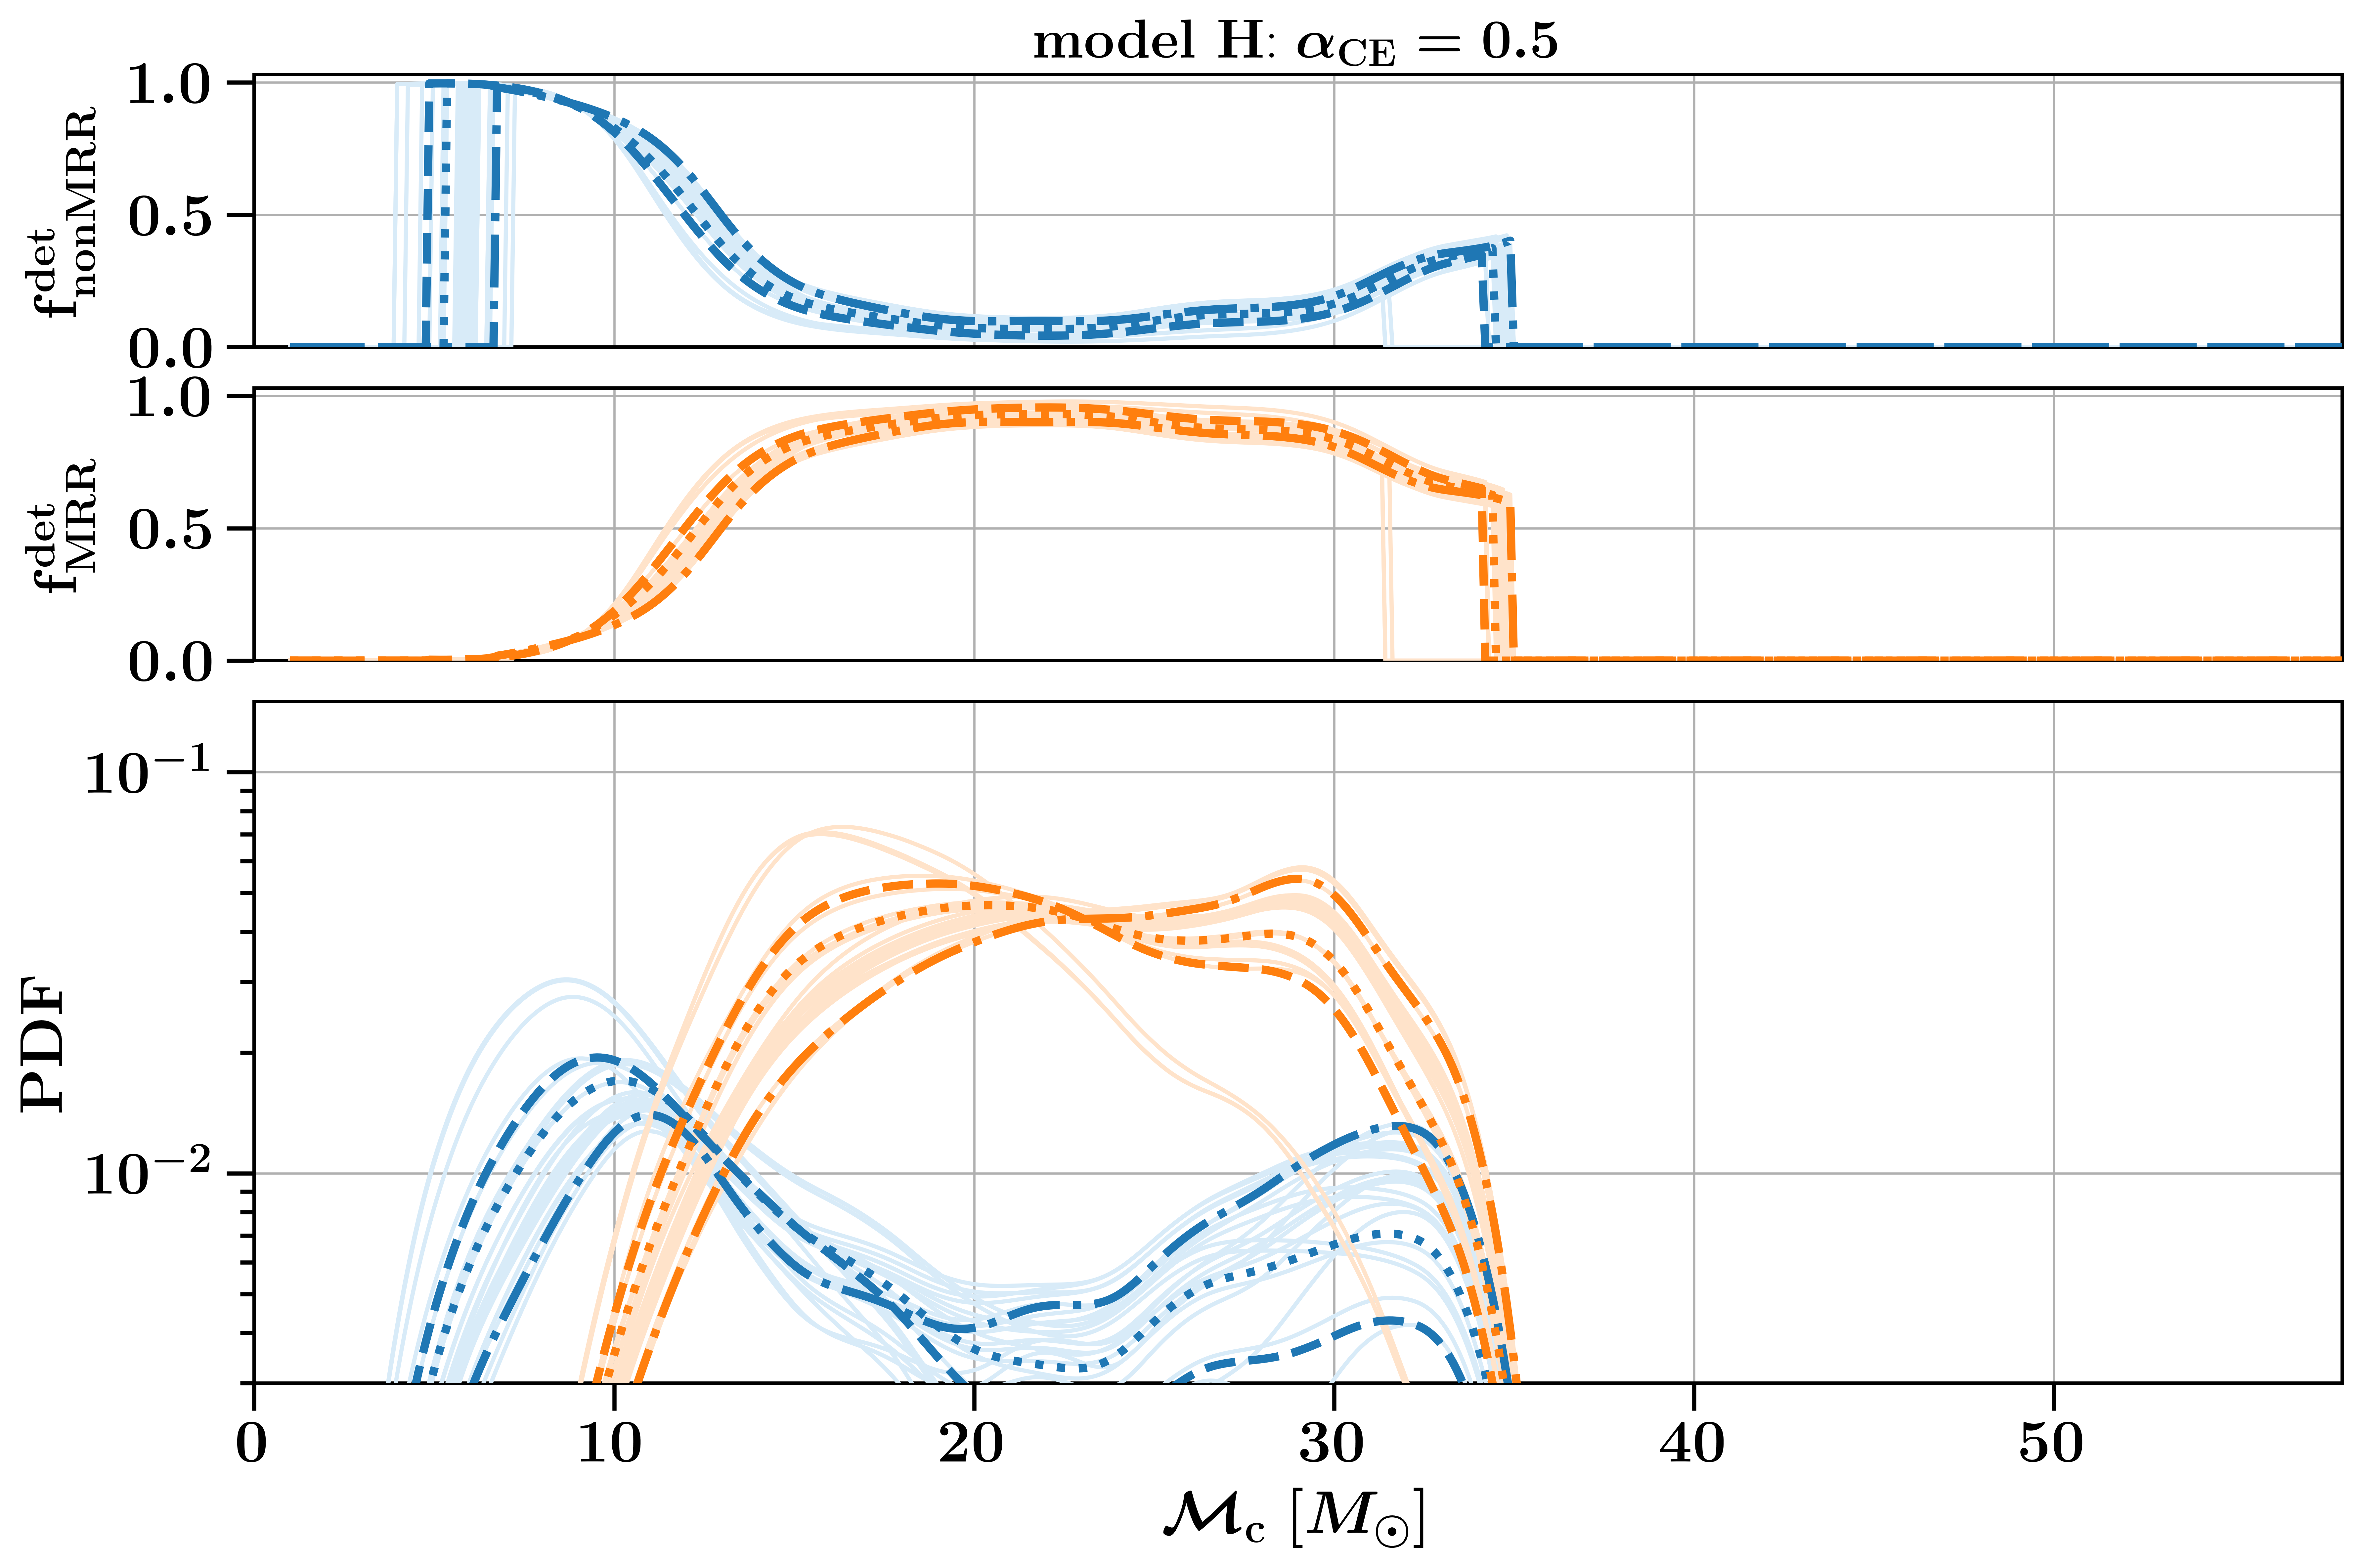 model H: α_CE = 0.5
f^det_nonMRR
1.0
0.5
0.0
f^det_MRR
1.0
0.5
0.0
PDF
10^−1
10^−2
0 10 20 30 40 50
ℳ_c [M_⊙]